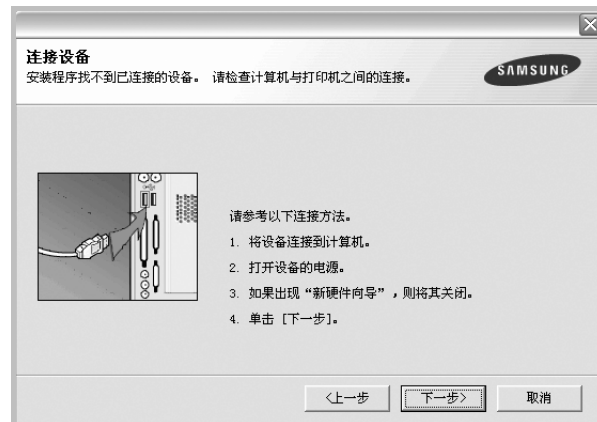 连接设备
安装程序找不到已连接的设备。 请检查计算机与打印机之间的连接。
SAMSUNG
请参考以下连接方法。
1. 将设备连接到计算机。
2. 打开设备的电源。
3. 如果出现“新硬件向导”，则将其关闭。
4. 单击 [下一步]。
<上一步
下一步>
取消